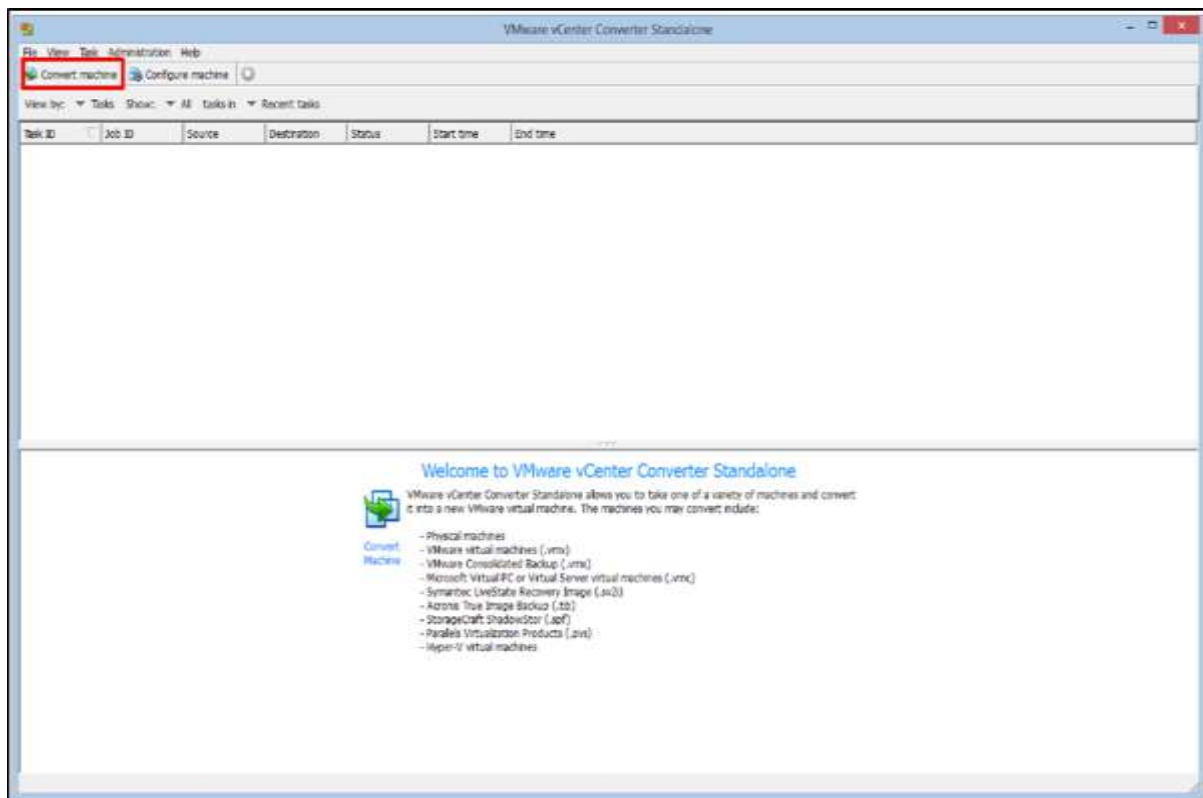 VMware vCenter Converter Standalone
File View Task Administration Help
Convert machine Configure machine
View by: Tasks Show: All tasks in Recent tasks
Task ID Job ID Source Destination Status Start time End time
Welcome to VMware vCenter Converter Standalone
VMware vCenter Converter Standalone allows you to take one of a variety of machines and convert
it into a new VMware virtual machine. The machines you may convert include:
Convert
Machine
- Physical machines
- VMware virtual machines (.vmx)
- VMware Consolidated Backup (.vmx)
- Microsoft Virtual PC or Virtual Server virtual machines (.vmc)
- Symantec LiveState Recovery Image (.sv2i)
- Acronis True Image Backup (.tib)
- StorageCraft ShadowStor (.spf)
- Parallels Virtualization Products (.pvs)
- Hyper-V virtual machines